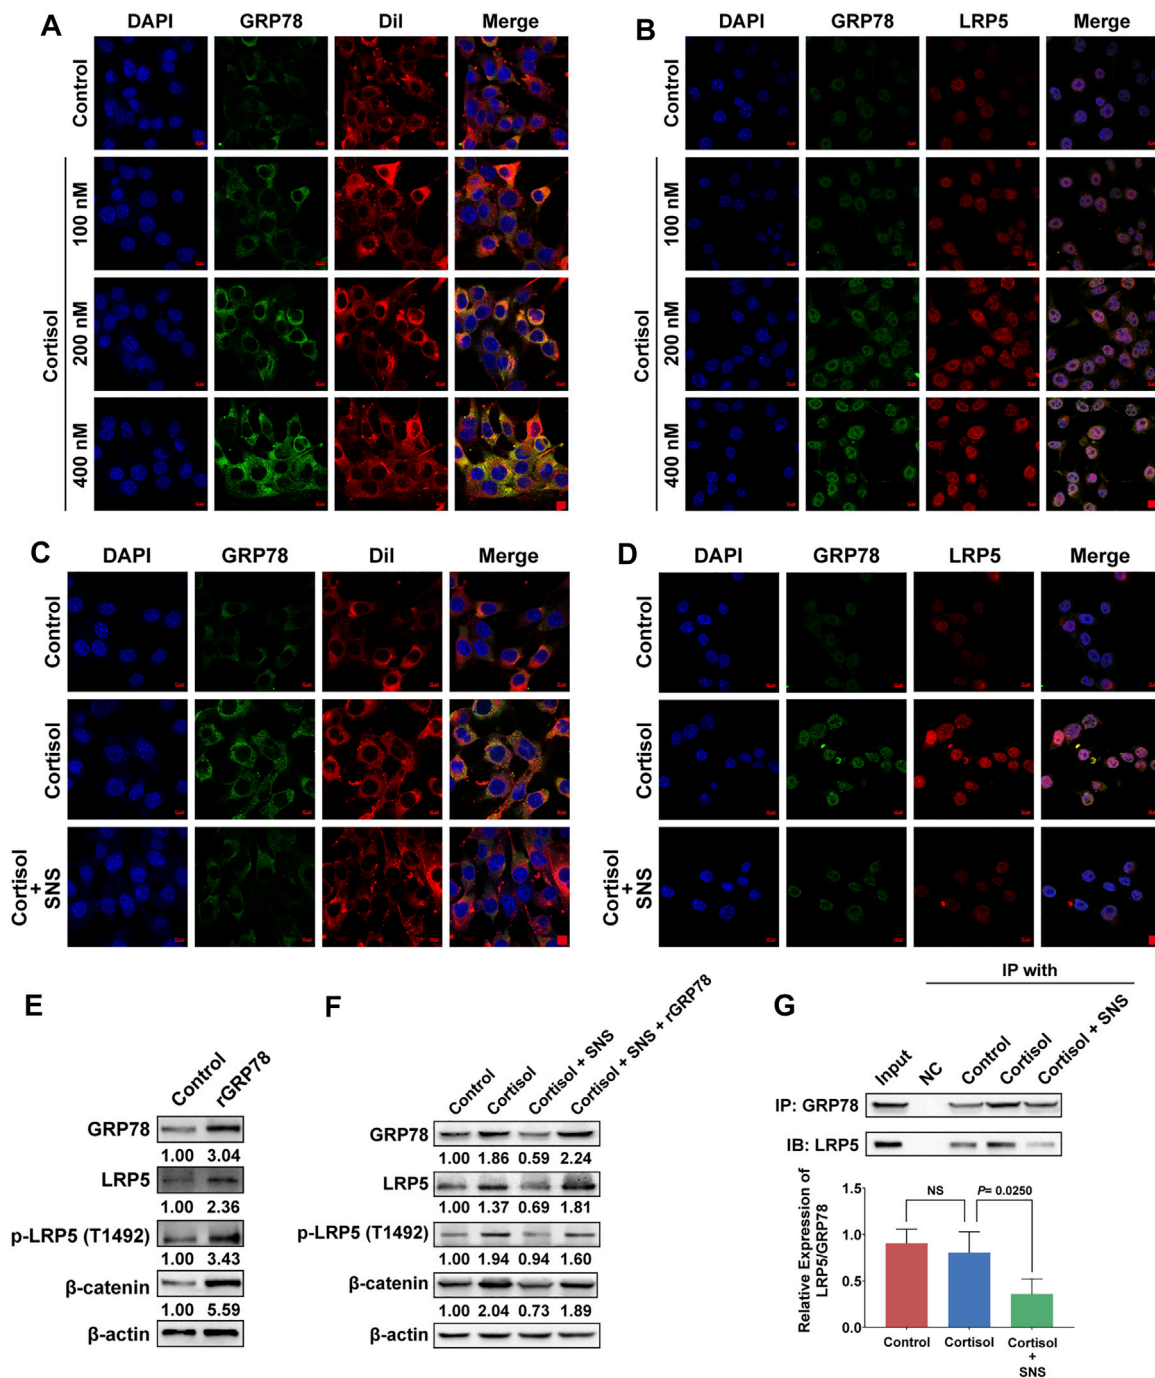 A
DAPI GRP78 Dil Merge
Control
Cortisol
100 nM
200 nM
400 nM
B
DAPI GRP78 LRP5 Merge
Control
Cortisol
100 nM
200 nM
400 nM
C
DAPI GRP78 Dil Merge
Control
Cortisol
Cortisol + SNS
D
DAPI GRP78 LRP5 Merge
Control
Cortisol
Cortisol + SNS
E
Control rGRP78
GRP78
1.00 3.04
LRP5
1.00 2.36
p-LRP5 (T1492)
1.00 3.43
β-catenin
1.00 5.59
β-actin
F
Control Cortisol Cortisol + SNS Cortisol + SNS + rGRP78
GRP78
1.00 1.86 0.59 2.24
LRP5
1.00 1.37 0.69 1.81
p-LRP5 (T1492)
1.00 1.94 0.94 1.60
β-catenin
1.00 2.04 0.73 1.89
β-actin
G
IP with
Input NC Control Cortisol Cortisol + SNS
IP: GRP78
IB: LRP5
Relative Expression of
LRP5/GRP78
1.5
1.0
0.5
0.0
NS
P= 0.0250
Control Cortisol Cortisol
+
SNS